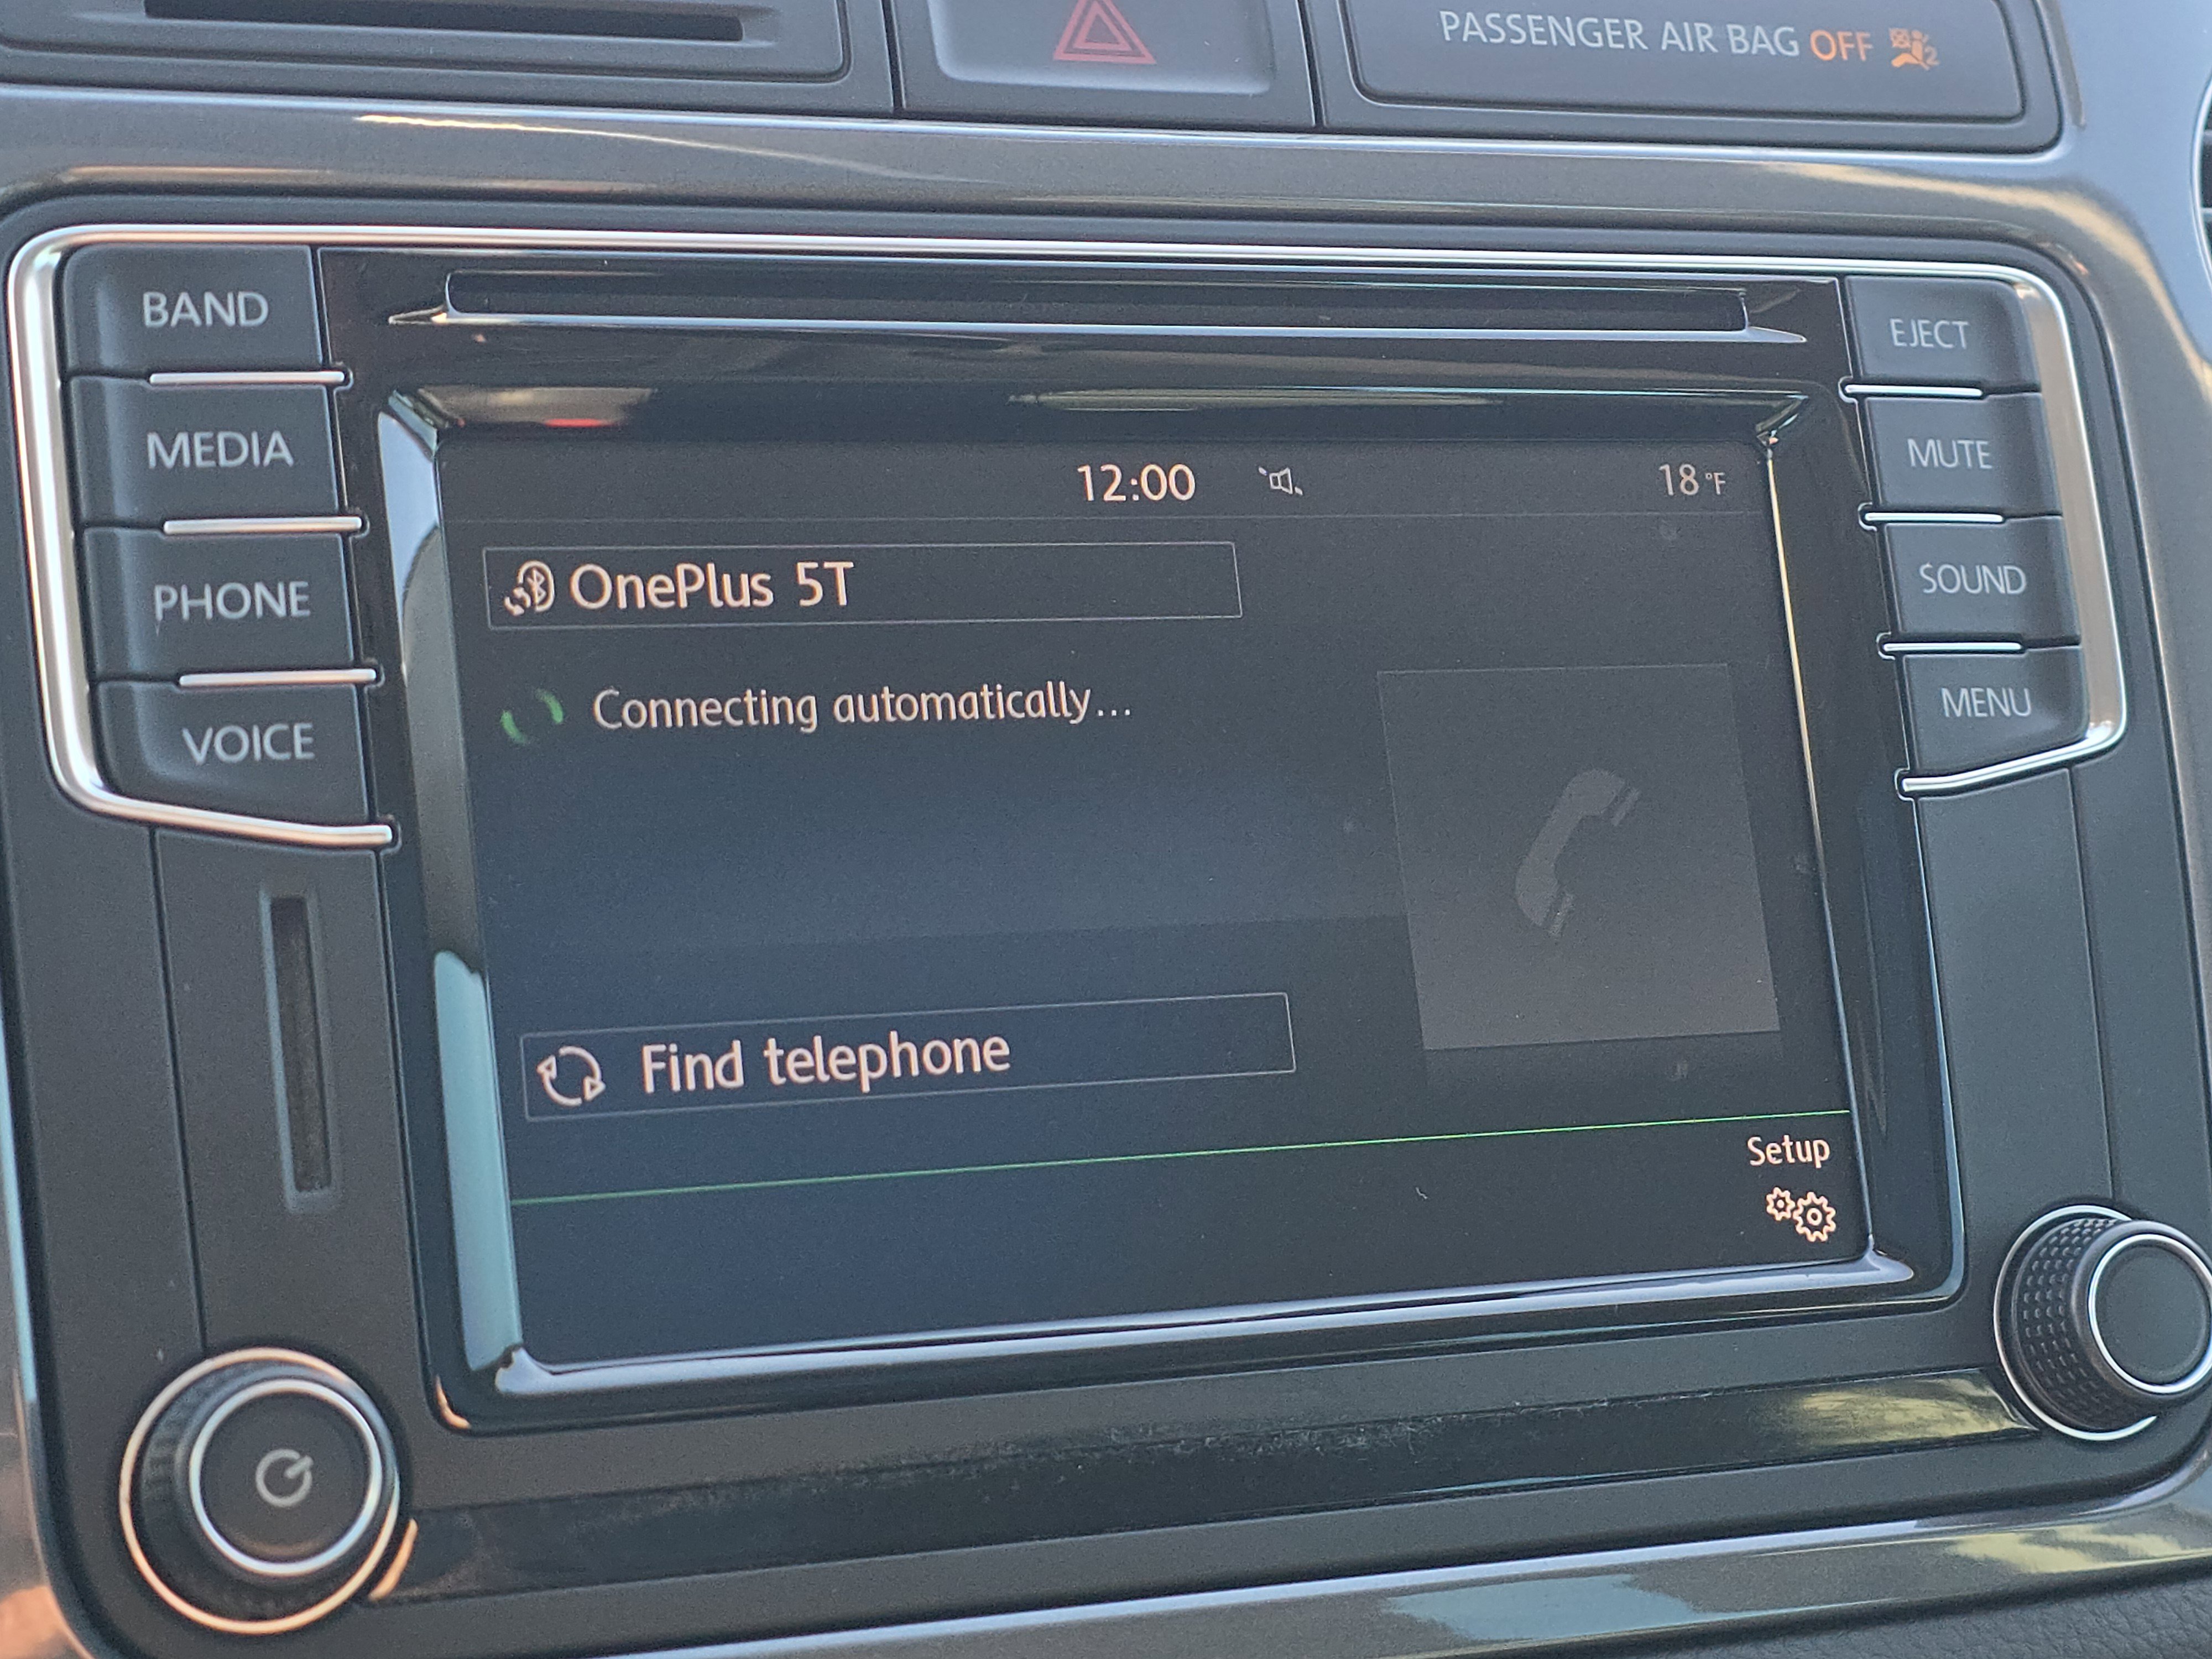 PASSENGER AIR BAG OFF
BAND
MEDIA
PHONE
VOICE
12:00
18 °F
OnePlus 5T
Connecting automatically...
Find telephone
Setup
EJECT
MUTE
SOUND
MENU